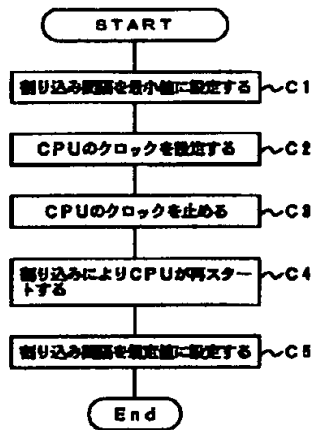 START
割り込み間隔を最小値に設定する
C1
CPUのクロックを設定する
C2
CPUのクロックを止める
C3
割り込みによりCPUが再スター
トする
C4
割り込み間隔を規定値に設定する
C5
End